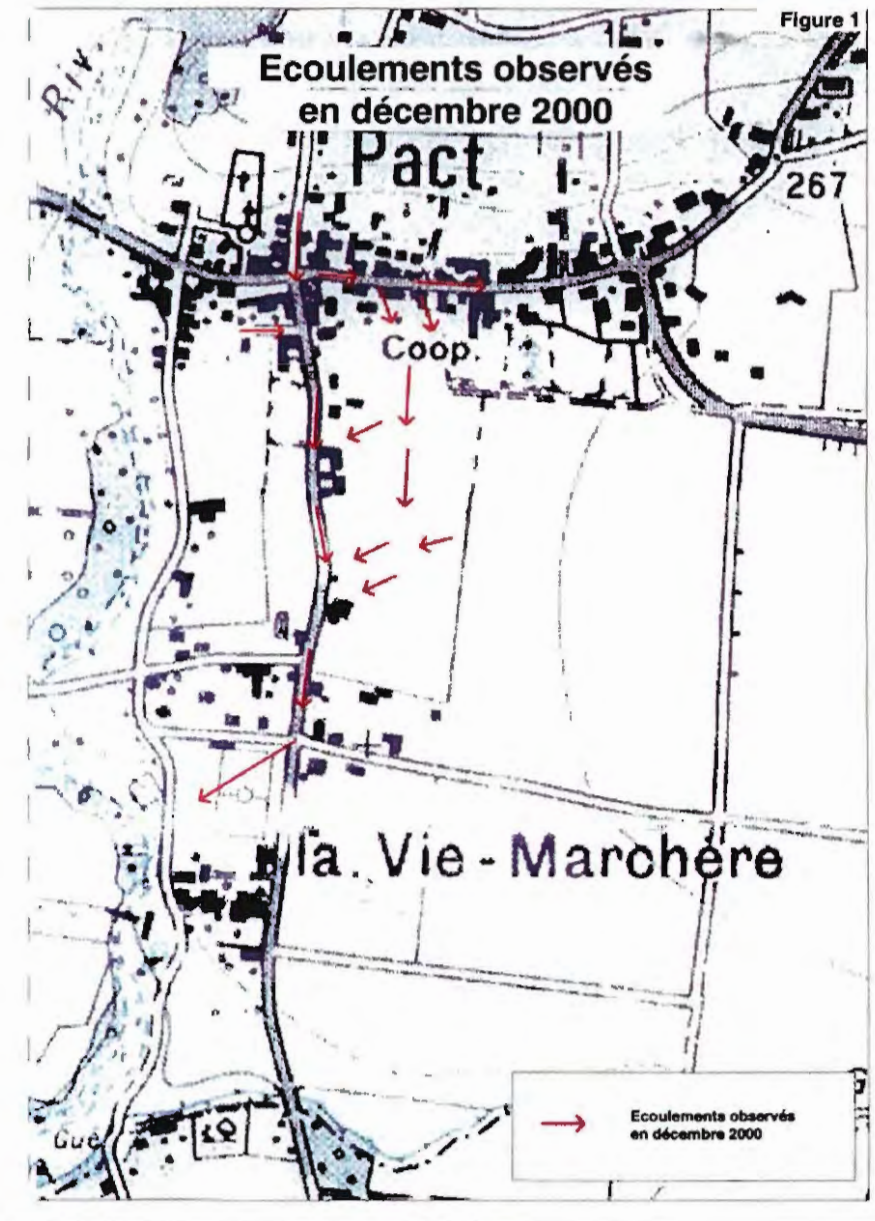 Figure 1
Ecoulements observés
en décembre 2000
Riv
Pact
267
Coop.
la. Vie - Marchère
Gué
Ecoulements observés
en décembre 2000